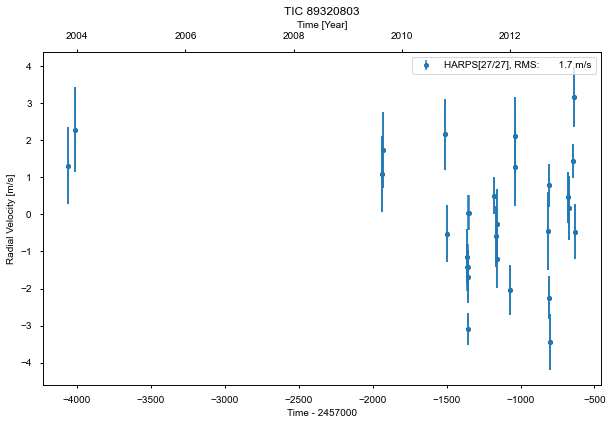 TIC 89320803
Time [Year]
2004 2006 2008 2010 2012
HARPS[27/27], RMS: 1.7 m/s
4
3
2
1
0
−1
−2
−3
−4
Radial Velocity [m/s]
−4000 −3500 −3000 −2500 −2000 −1500 −1000 −500
Time - 2457000